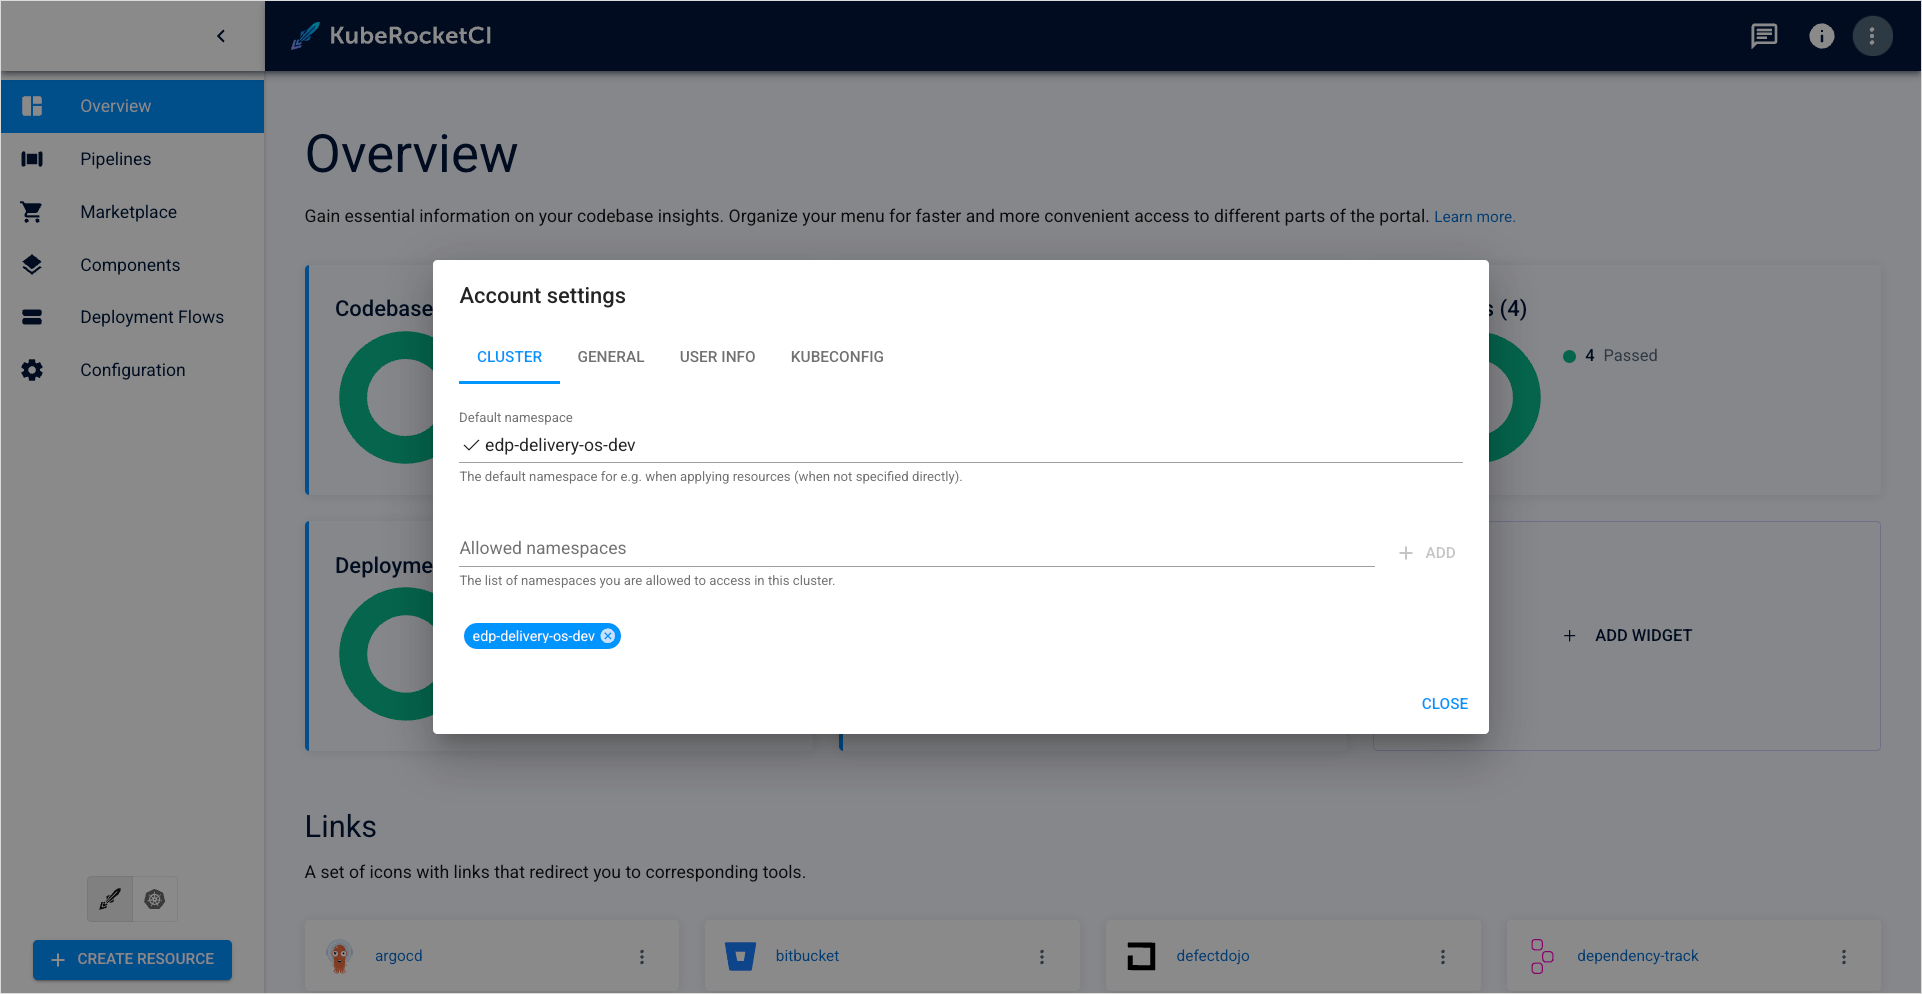 KubeRocketCI
Overview
Pipelines
Marketplace
Components
Deployment Flows
Configuration
CREATE RESOURCE
Overview
Gain essential information on your codebase insights. Organize your menu for faster and more convenient access to different parts of the portal. Learn more.
Codebase
s (4)
4 Passed
Deployme
ADD WIDGET
Account settings
CLUSTER
GENERAL
USER INFO
KUBECONFIG
Default namespace
edp-delivery-os-dev
The default namespace for e.g. when applying resources (when not specified directly).
Allowed namespaces
ADD
The list of namespaces you are allowed to access in this cluster.
edp-delivery-os-dev
CLOSE
Links
A set of icons with links that redirect you to corresponding tools.
argocd
bitbucket
defectdojo
dependency-track